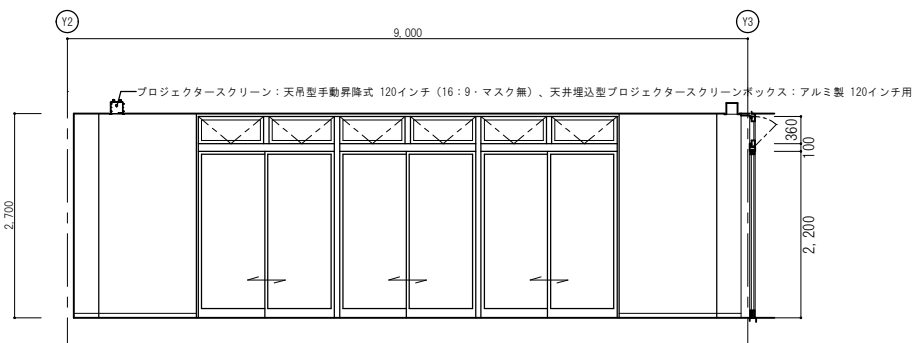 Y2
Y3
9,000
プロジェクタースクリーン：天吊型手動昇降式 120インチ（16：9・マスク無）、天井埋込型プロジェクタースクリーンボックス：アルミ製 120インチ用
360
100
2,700
2,200